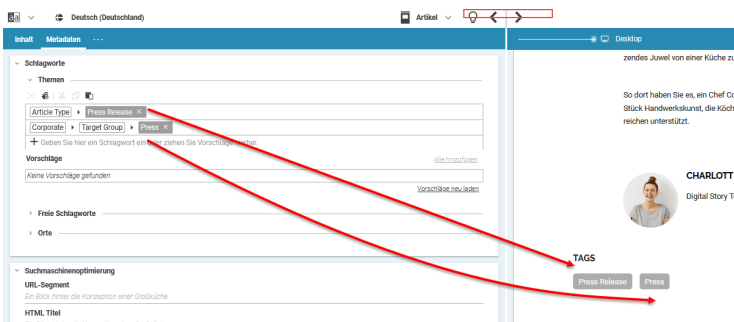 Deutsch (Deutschland)
Artikel
Inhalt Metadaten ...
Desktop
Schlagworte
Themen
Article Type Press Release ×
Corporate Target Group Press ×
Geben Sie hier ein Schlagwort ein oder ziehen Sie Vorschläge hierher.
Vorschläge
Alle hinzufügen
Keine Vorschläge gefunden
Vorschläge neu laden
Freie Schlagworte
Orte
Suchmaschinenoptimierung
URL-Segment
Ein Blick hinter die Konzeption einer Großküche
HTML Titel
zendes Juwel von einer Küche zu
So dort haben Sie es, ein Chef Co
Stück Handwerkskunst, die Köch
reichen unterstützt.
CHARLOTT
Digital Story T
TAGS
Press Release Press